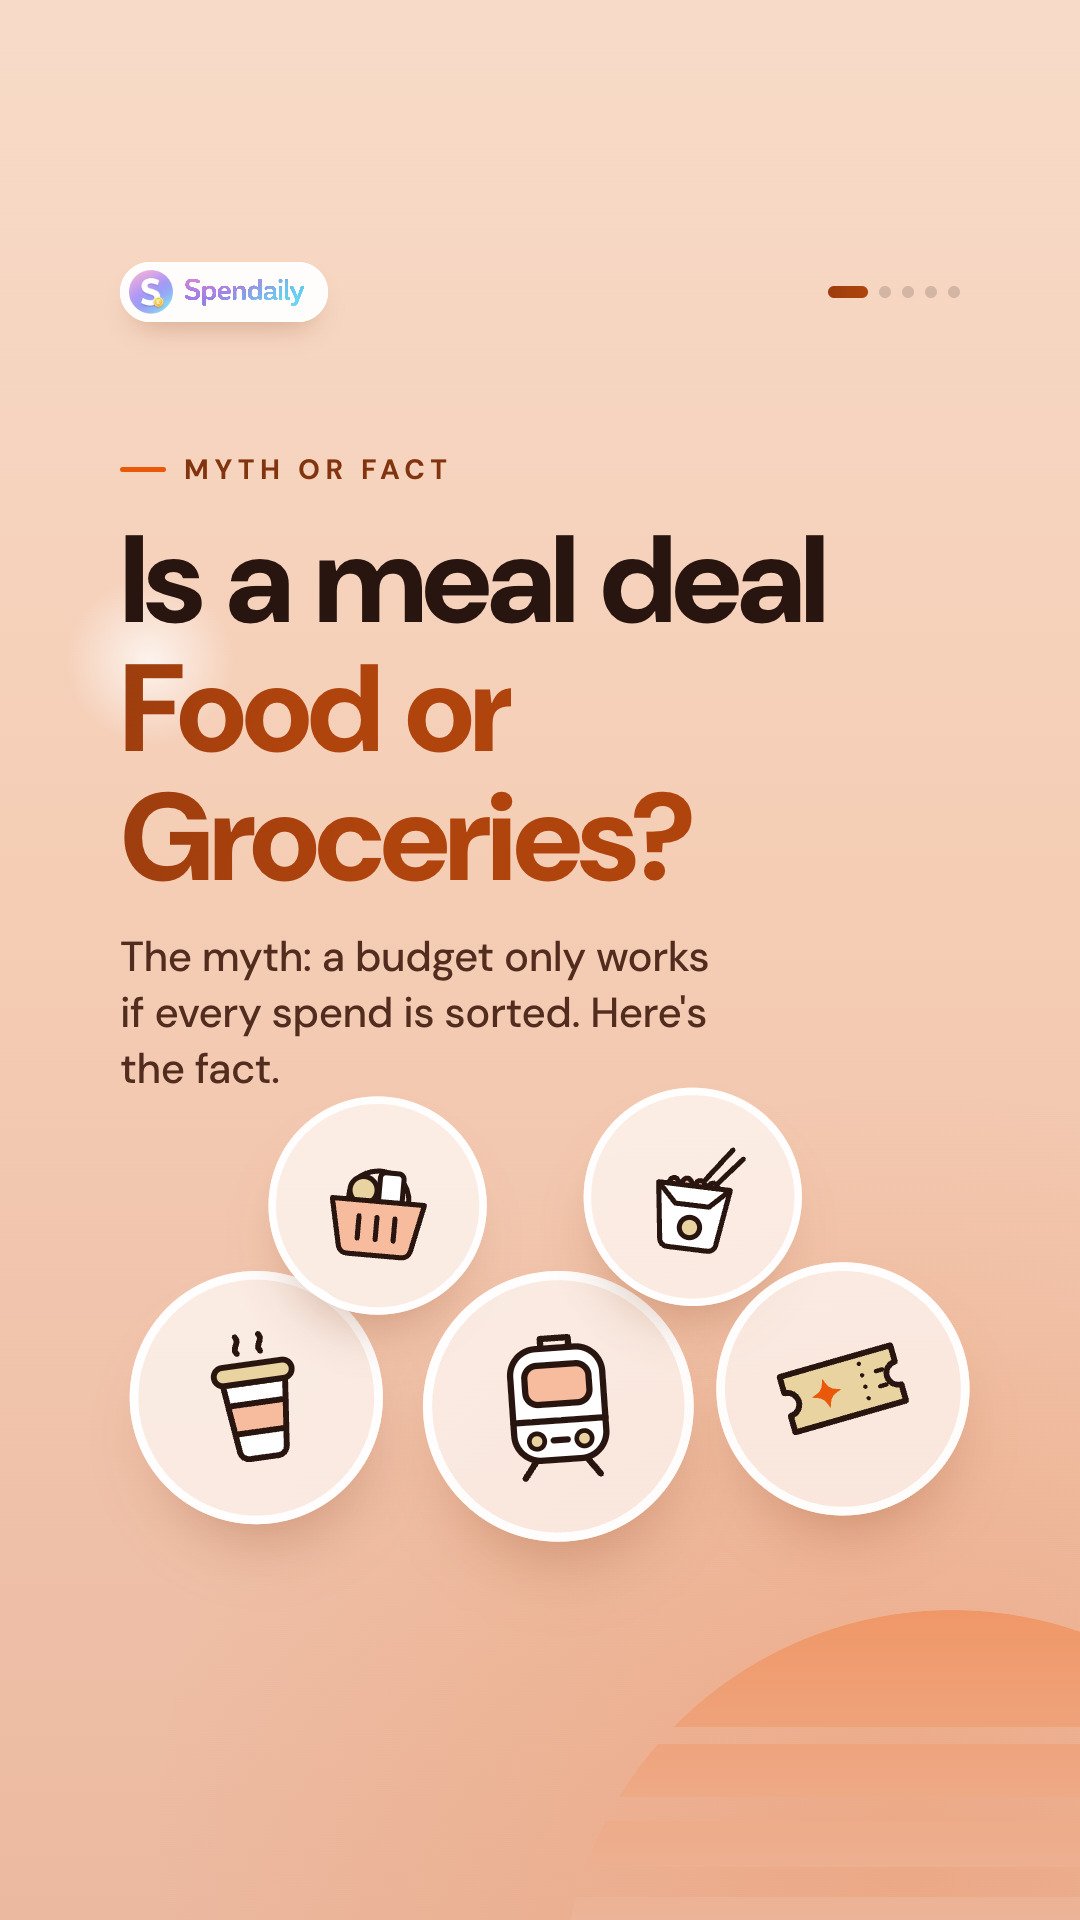 S Spendaily
MYTH OR FACT
Is a meal deal
Food or
Groceries?
The myth: a budget only works
if every spend is sorted. Here's
the fact.